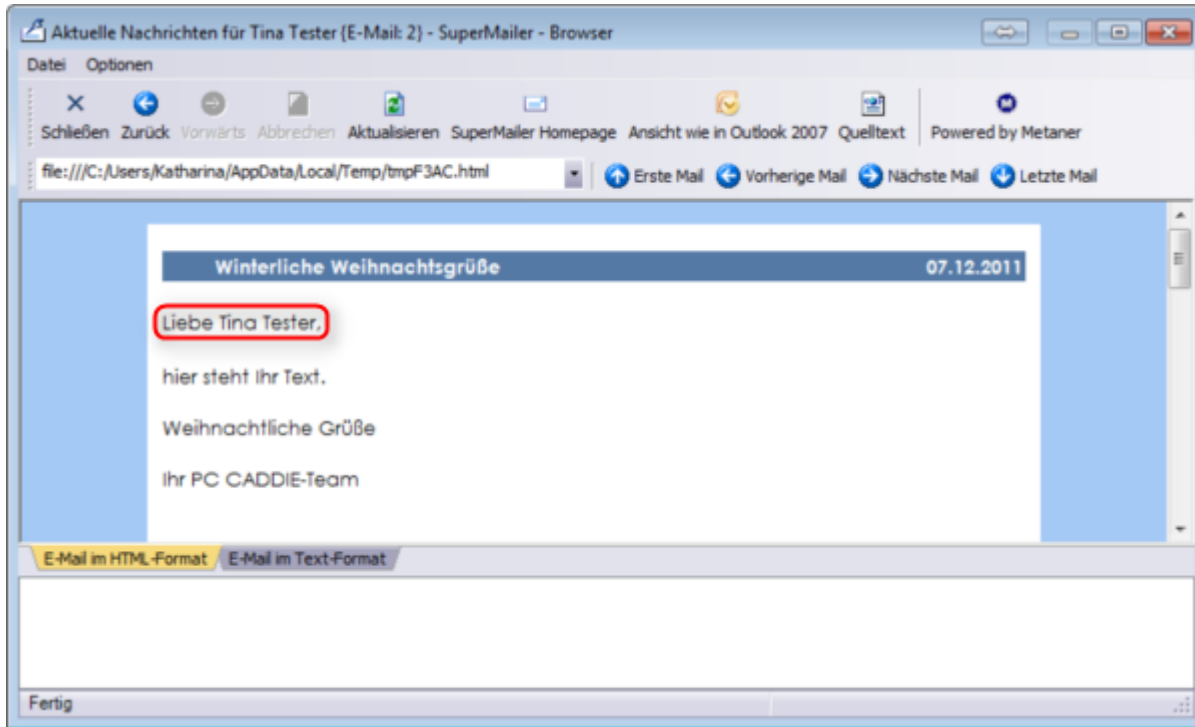 Aktuelle Nachrichten für Tina Tester {E-Mail: 2} - SuperMailer - Browser
Datei Optionen
Schließen Zurück Vorwärts Abbrechen Aktualisieren SuperMailer Homepage Ansicht wie in Outlook 2007 Quelltext Powered by Metaner
file:///C:/Users/Katharina/AppData/Local/Temp/tmpF3AC.html Erste Mail Vorherige Mail Nächste Mail Letzte Mail
Winterliche Weihnachtsgrüße 07.12.2011
Liebe Tina Tester,
hier steht Ihr Text.
Weihnachtliche Grüße
Ihr PC CADDIE-Team
E-Mail im HTML-Format E-Mail im Text-Format
Fertig